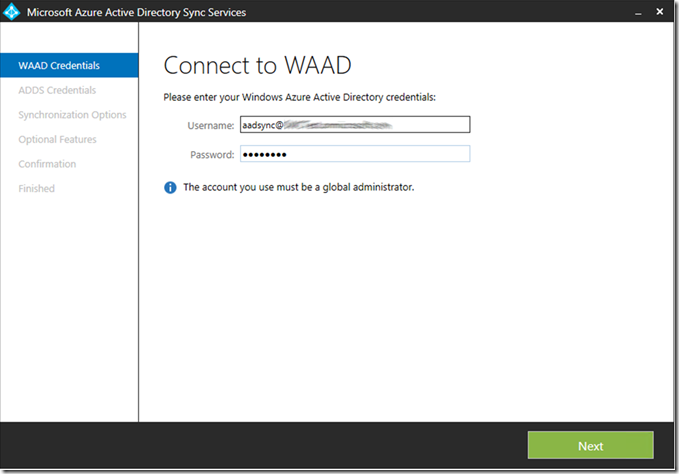 Microsoft Azure Active Directory Sync Services
WAAD Credentials
ADDS Credentials
Synchronization Options
Optional Features
Confirmation
Finished
Connect to WAAD
Please enter your Windows Azure Active Directory credentials:
Username: aadsync@
Password: ●●●●●●●●
The account you use must be a global administrator.
Next